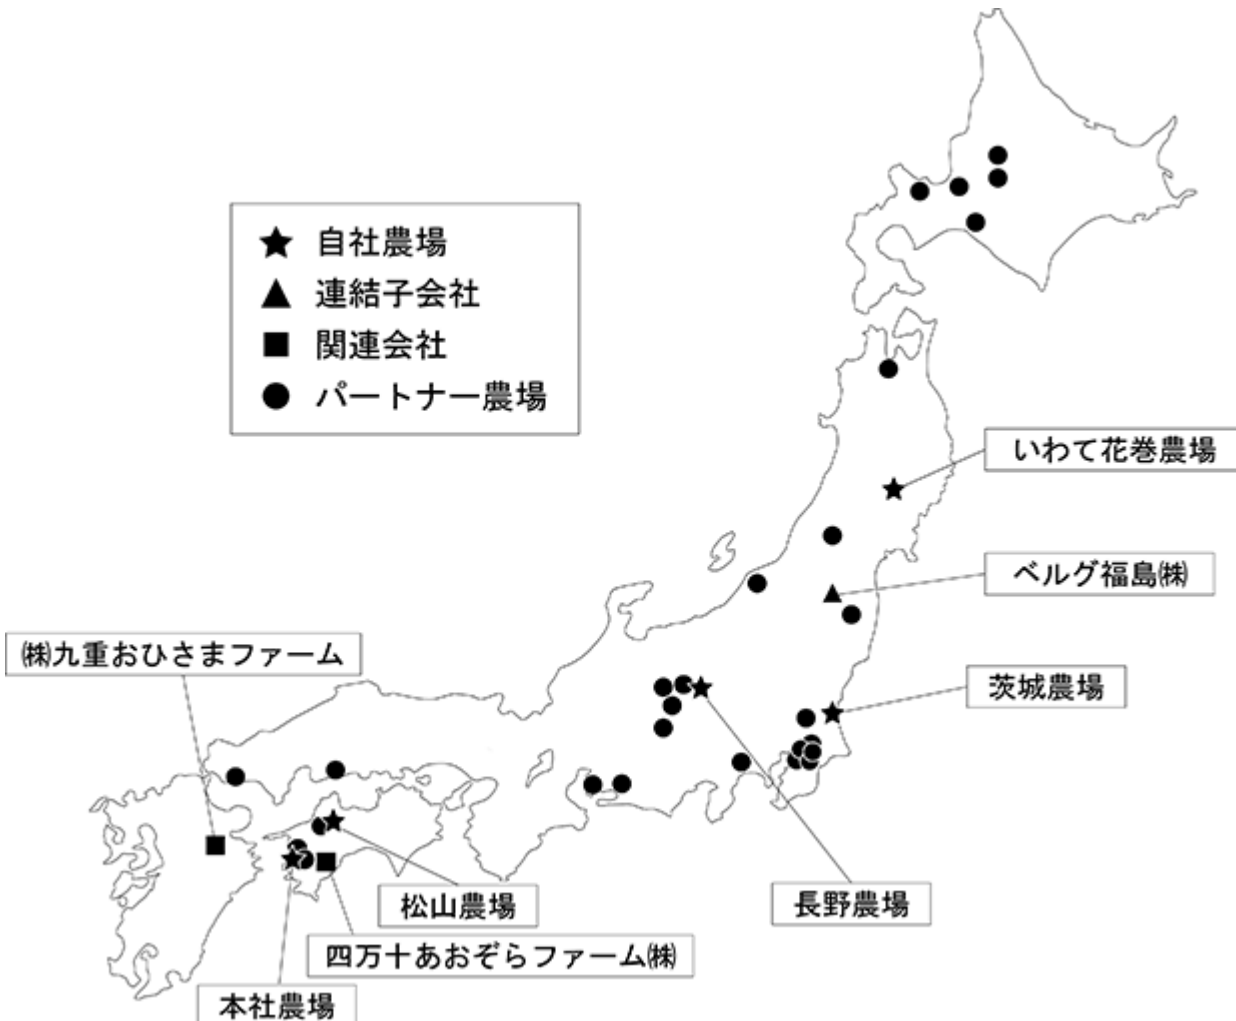 自社農場
連結子会社
関連会社
パートナー農場
いわて花巻農場
ベルグ福島㈱
㈱九重おひさまファーム
茨城農場
松山農場
長野農場
四万十あおぞらファーム㈱
本社農場